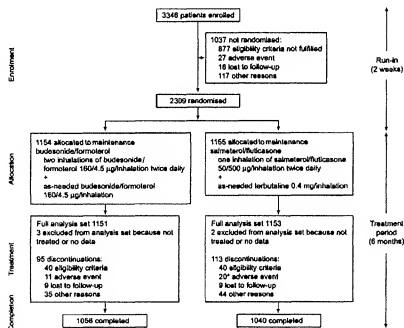 3346 patients enrolled
1037 not randomised:
877 eligibility criteria not fulfilled
27 adverse event
16 lost to follow-up
117 other reasons
Enrolment
Run-in
(2 weeks)
2309 randomised
1154 allocated to maintenance
budesonide/formoterol
two inhalations of budesonide/
formoterol 160/4.5 µg/inhalation twice daily
+
as-needed budesonide/formoterol
160/4.5 µg/inhalation
1155 allocated to maintenance
salmeterol/fluticasone
one inhalation of salmeterol/fluticasone
50/500 µg/inhalation twice daily
+
as-needed terbutaline 0.4 mg/inhalation
Allocation
Full analysis set 1151
3 excluded from analysis set because not
treated or no data
95 discontinuations:
40 eligibility criteria
11 adverse event
9 lost to follow-up
35 other reasons
Full analysis set 1153
2 excluded from analysis set because not
treated or no data
113 discontinuations:
40 eligibility criteria
20* adverse event
9 lost to follow-up
44 other reasons
Treatment
Treatment
period
(6 months)
1056 completed
1040 completed
Completion